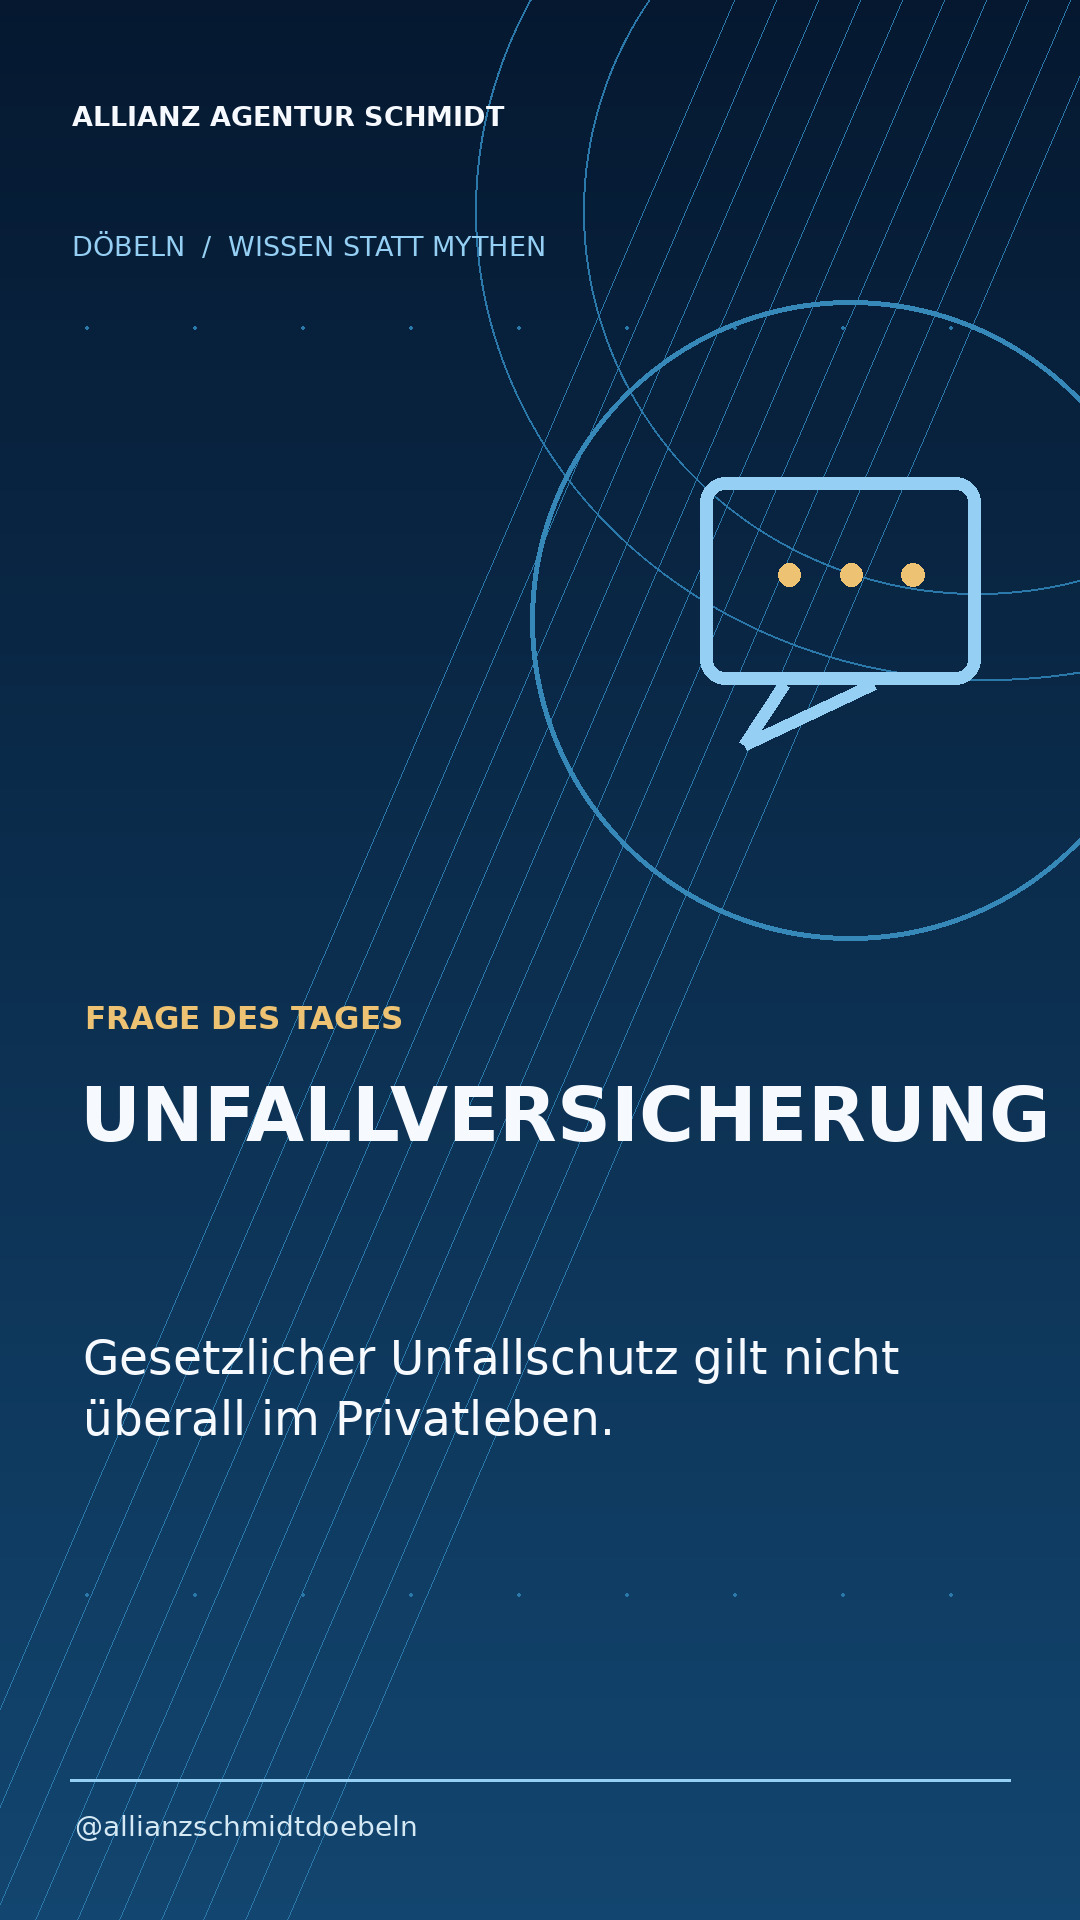 ALLIANZ AGENTUR SCHMIDT
DÖBELN / WISSEN STATT MYTHEN
FRAGE DES TAGES
UNFALLVERSICHERUNG
Gesetzlicher Unfallschutz gilt nicht
überall im Privatleben.
@allianzschmidtdoebeln